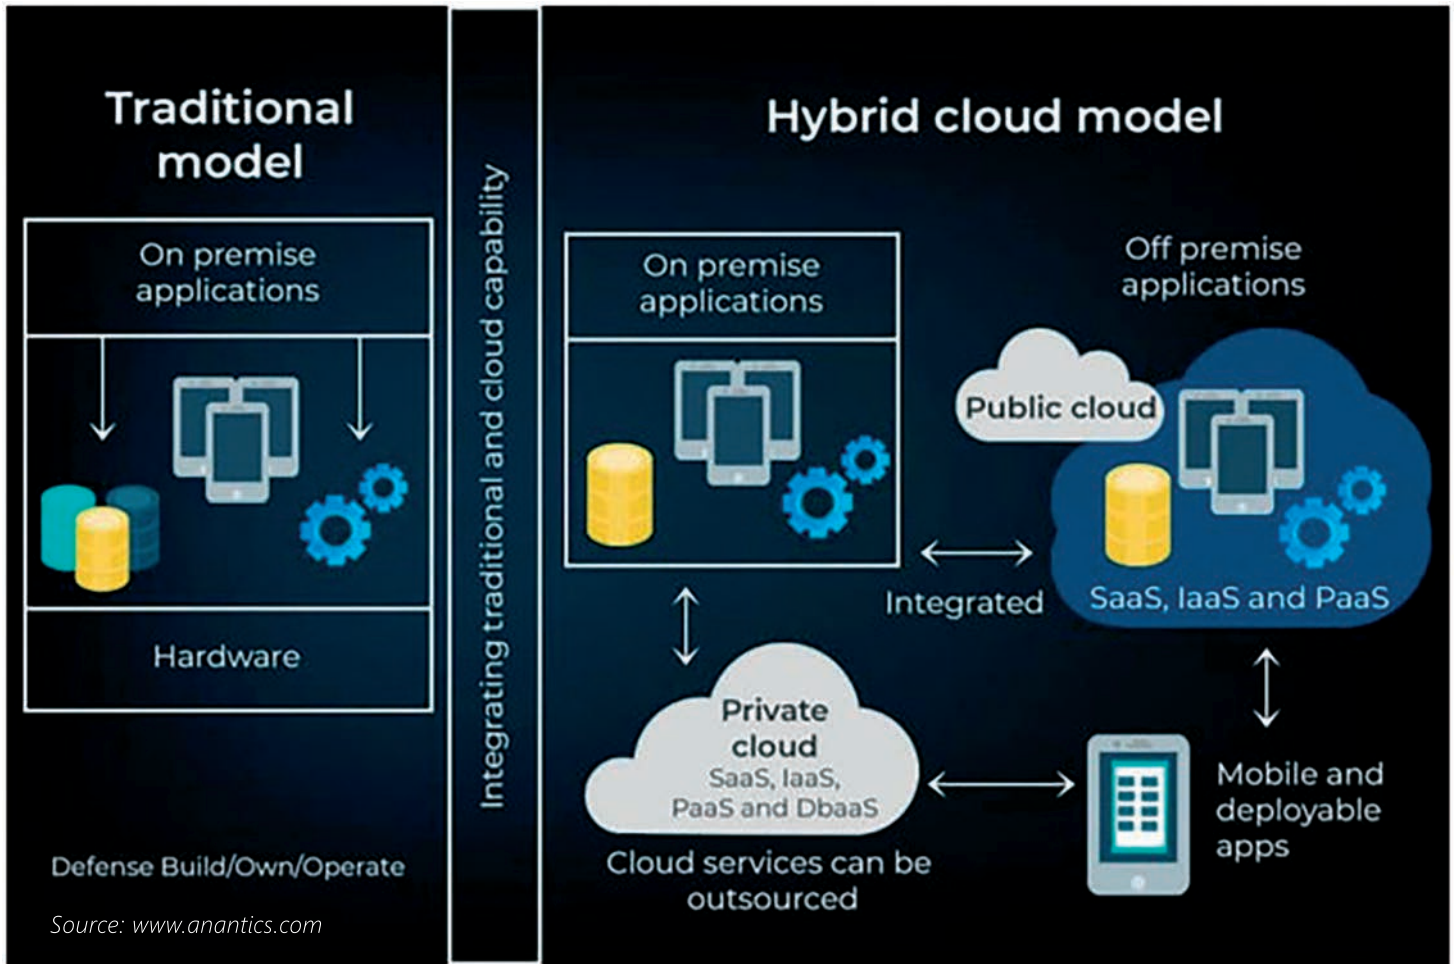 Traditional
model
On premise
applications
Hardware
Defense Build/Own/Operate
Source: www.anantics.com
Integrating traditional and cloud capability
Hybrid cloud model
On premise
applications
Off premise
applications
Public cloud
SaaS, IaaS and PaaS
Integrated
Private
cloud
SaaS, IaaS,
PaaS and DbaaS
Cloud services can be
outsourced
Mobile and
deployable
apps